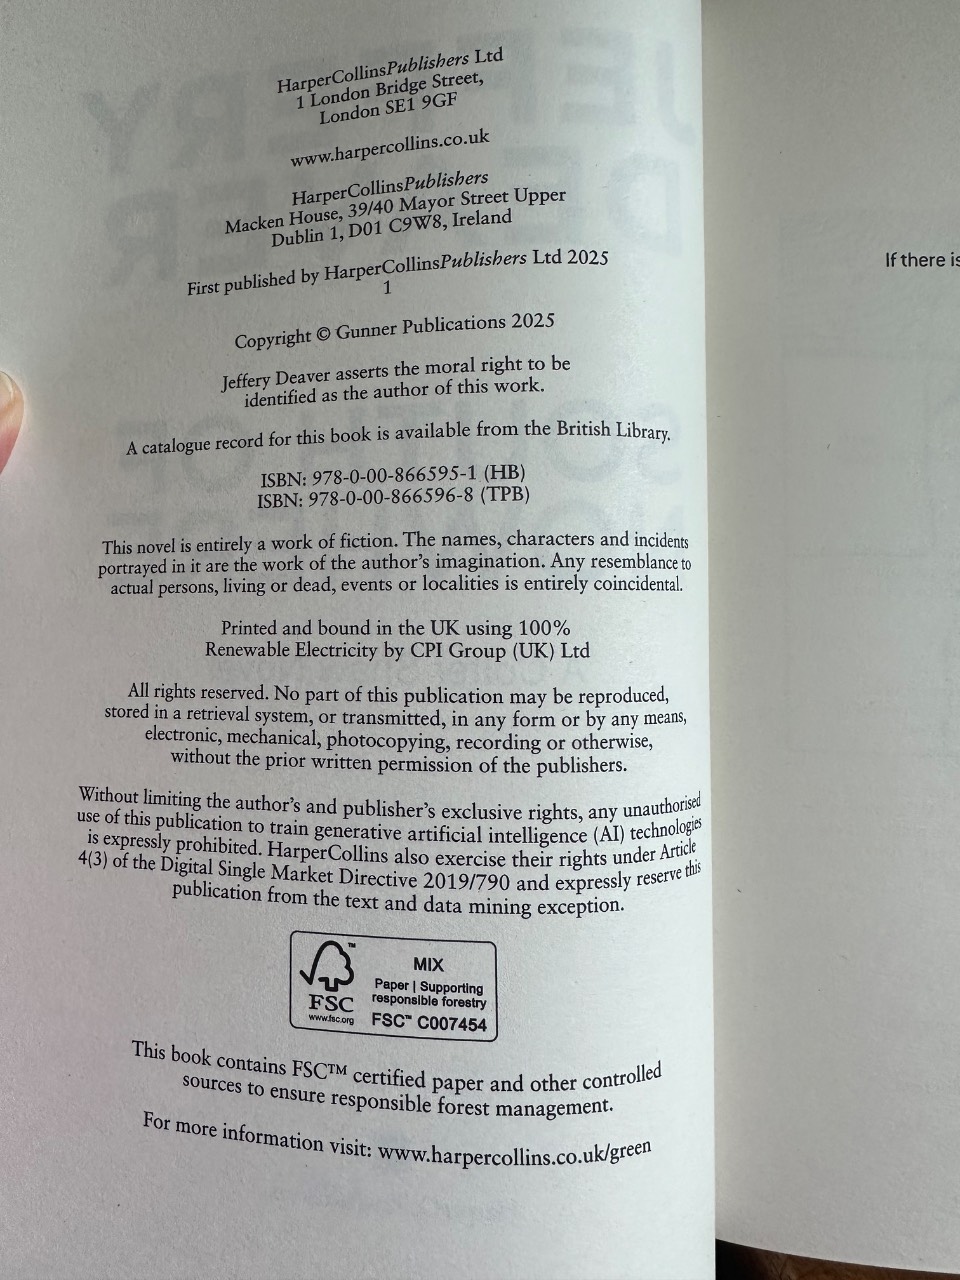 HarperCollinsPublishers Ltd
1 London Bridge Street,
London SE1 9GF
www.harpercollins.co.uk
HarperCollinsPublishers
Macken House, 39/40 Mayor Street Upper
Dublin 1, D01 C9W8, Ireland
First published by HarperCollinsPublishers Ltd 2025
1
Copyright © Gunner Publications 2025
Jeffery Deaver asserts the moral right to be
identified as the author of this work.
A catalogue record for this book is available from the British Library.
ISBN: 978-0-00-866595-1 (HB)
ISBN: 978-0-00-866596-8 (TPB)
This novel is entirely a work of fiction. The names, characters and incidents
portrayed in it are the work of the author's imagination. Any resemblance to
actual persons, living or dead, events or localities is entirely coincidental.
Printed and bound in the UK using 100%
Renewable Electricity by CPI Group (UK) Ltd
All rights reserved. No part of this publication may be reproduced,
stored in a retrieval system, or transmitted, in any form or by any means,
electronic, mechanical, photocopying, recording or otherwise,
without the prior written permission of the publishers.
Without limiting the author's and publisher's exclusive rights, any unauthorised
use of this publication to train generative artificial intelligence (AI) technologies
is expressly prohibited. HarperCollins also exercise their rights under Article
4(3) of the Digital Single Market Directive 2019/790 and expressly reserve this
publication from the text and data mining exception.
FSC
www.fsc.org
MIX
Paper | Supporting
responsible forestry
FSC™ C007454
This book contains FSC™ certified paper and other controlled
sources to ensure responsible forest management.
For more information visit: www.harpercollins.co.uk/green
If there is